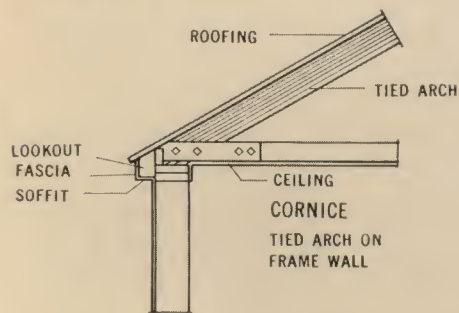 ROOFING
TIED ARCH
LOOKOUT
FASCIA
SOFFIT
CEILING
CORNICE
TIED ARCH ON
FRAME WALL